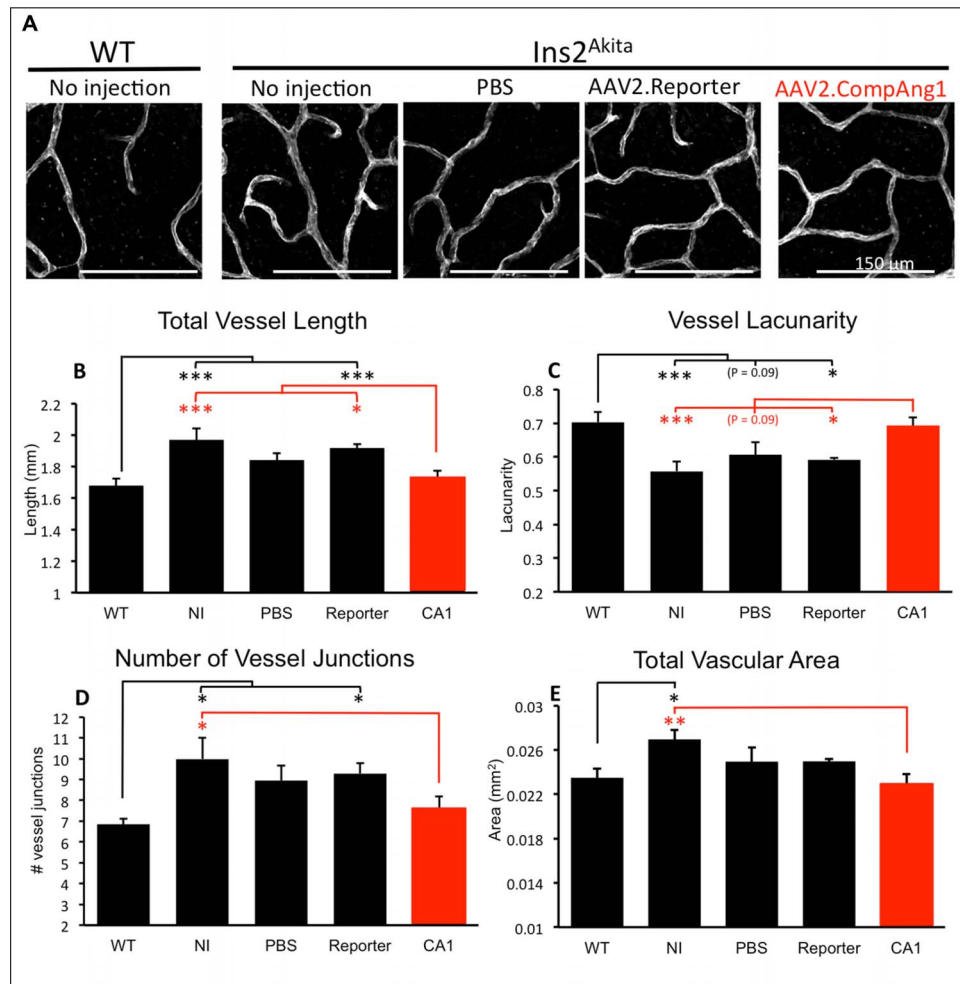 A
WT
Ins2Akita
No injection
No injection
PBS
AAV2.Reporter
AAV2.CompAng1
150 µm
Total Vessel Length
B
***
***
***
*
Length (mm)
2.2
2
1.8
1.6
1.4
1.2
1
WT
NI
PBS
Reporter
CA1
Vessel Lacunarity
C
***
(P = 0.09)
*
***
(P = 0.09)
*
Lacunarity
0.8
0.7
0.6
0.5
0.4
0.3
0.2
WT
NI
PBS
Reporter
CA1
Number of Vessel Junctions
D
*
*
*
# vessel junctions
12
11
10
9
8
7
6
5
4
3
2
WT
NI
PBS
Reporter
CA1
Total Vascular Area
E
*
**
Area (mm²)
0.03
0.026
0.022
0.018
0.014
0.01
WT
NI
PBS
Reporter
CA1